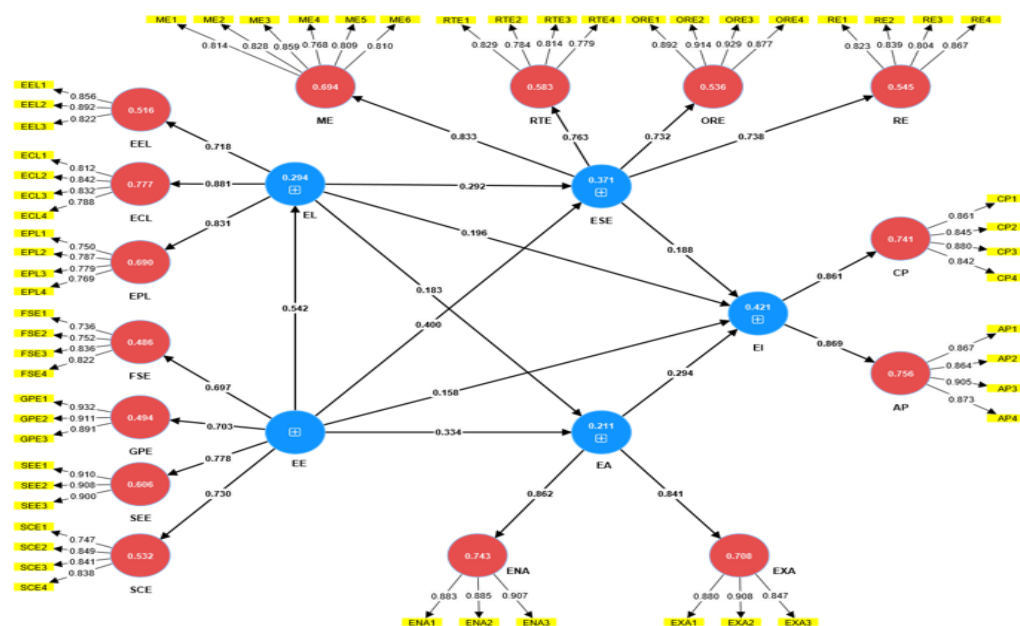 ME1 ME2 ME3 ME4 ME5 ME6 RTE1 RTE2 RTE3 RTE4 ORE1 ORE2 ORE3 ORE4 RE1 RE2 RE3 RE4
0.814 0.828 0.859 0.768 0.809 0.810 0.829 0.784 0.814 0.779 0.892 0.914 0.929 0.877 0.823 0.839 0.804 0.867
0.694 0.583 0.536 0.545
ME RTE ORE RE
EEL1 0.856
EEL2 0.892
EEL3 0.822
0.516
EEL
0.833 0.763 0.732 0.738
0.718
ECL1 0.812
ECL2 0.842
ECL3 0.832
ECL4 0.788
0.777
ECL
0.881
0.294
EL
0.292
0.371
ESE
EPL1 0.750
EPL2 0.787
EPL3 0.779
EPL4 0.769
0.690
EPL
0.831
0.196
0.188
CP1 0.861
CP2 0.845
CP3 0.880
CP4 0.842
0.741
CP
0.861
0.183
0.542
0.400
0.421
EI
FSE1 0.736
FSE2 0.752
FSE3 0.836
FSE4 0.822
0.486
FSE
0.697
0.158
0.294
0.869
AP1 0.867
AP2 0.864
AP3 0.905
AP4 0.873
0.756
AP
GPE1 0.932
GPE2 0.911
GPE3 0.891
0.494
GPE
0.703
EE
0.334
0.211
EA
SEE1 0.910
SEE2 0.908
SEE3 0.900
0.606
SEE
0.778
0.730
0.862 0.841
SCE1 0.747
SCE2 0.849
SCE3 0.841
SCE4 0.838
0.532
SCE
0.743
ENA
0.708
EXA
0.883 0.885 0.907 0.880 0.908 0.847
ENA1 ENA2 ENA3 EXA1 EXA2 EXA3